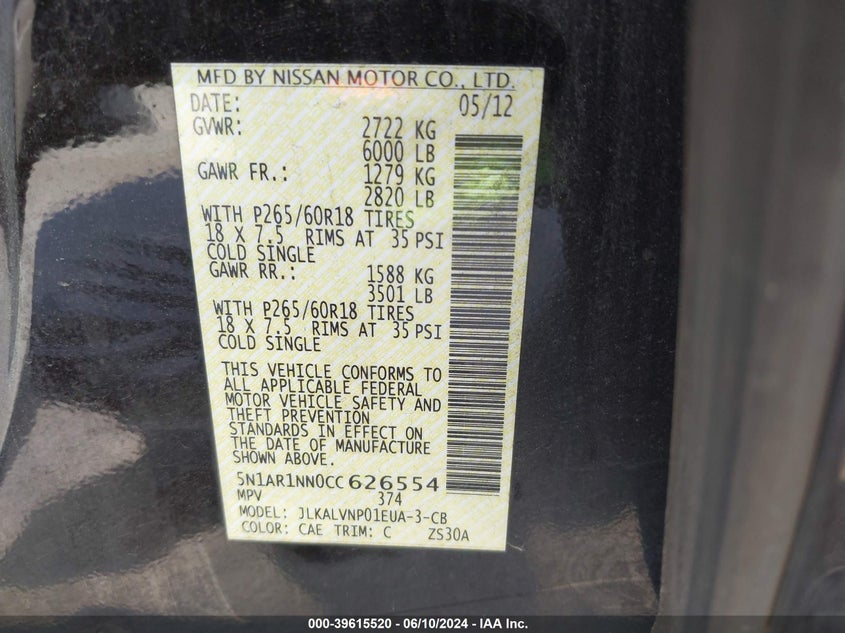 MFD BY NISSAN MOTOR CO., LTD.
DATE: 05/12
GVWR: 2722 KG
6000 LB
GAWR FR.: 1279 KG
2820 LB
WITH P265/60R18 TIRES
18 X 7.5 RIMS AT 35 PSI
COLD SINGLE
GAWR RR.: 1588 KG
3501 LB
WITH P265/60R18 TIRES
18 X 7.5 RIMS AT 35 PSI
COLD SINGLE
THIS VEHICLE CONFORMS TO
ALL APPLICABLE FEDERAL
MOTOR VEHICLE SAFETY AND
THEFT PREVENTION
STANDARDS IN EFFECT ON
THE DATE OF MANUFACTURE
SHOWN ABOVE.
5N1AR1NN0CC626554
MPV 374
MODEL: JLKALVNP01EUA-3-CB
COLOR: CAE TRIM: C ZS30A
000-39615520 - 06/10/2024 - IAA Inc.